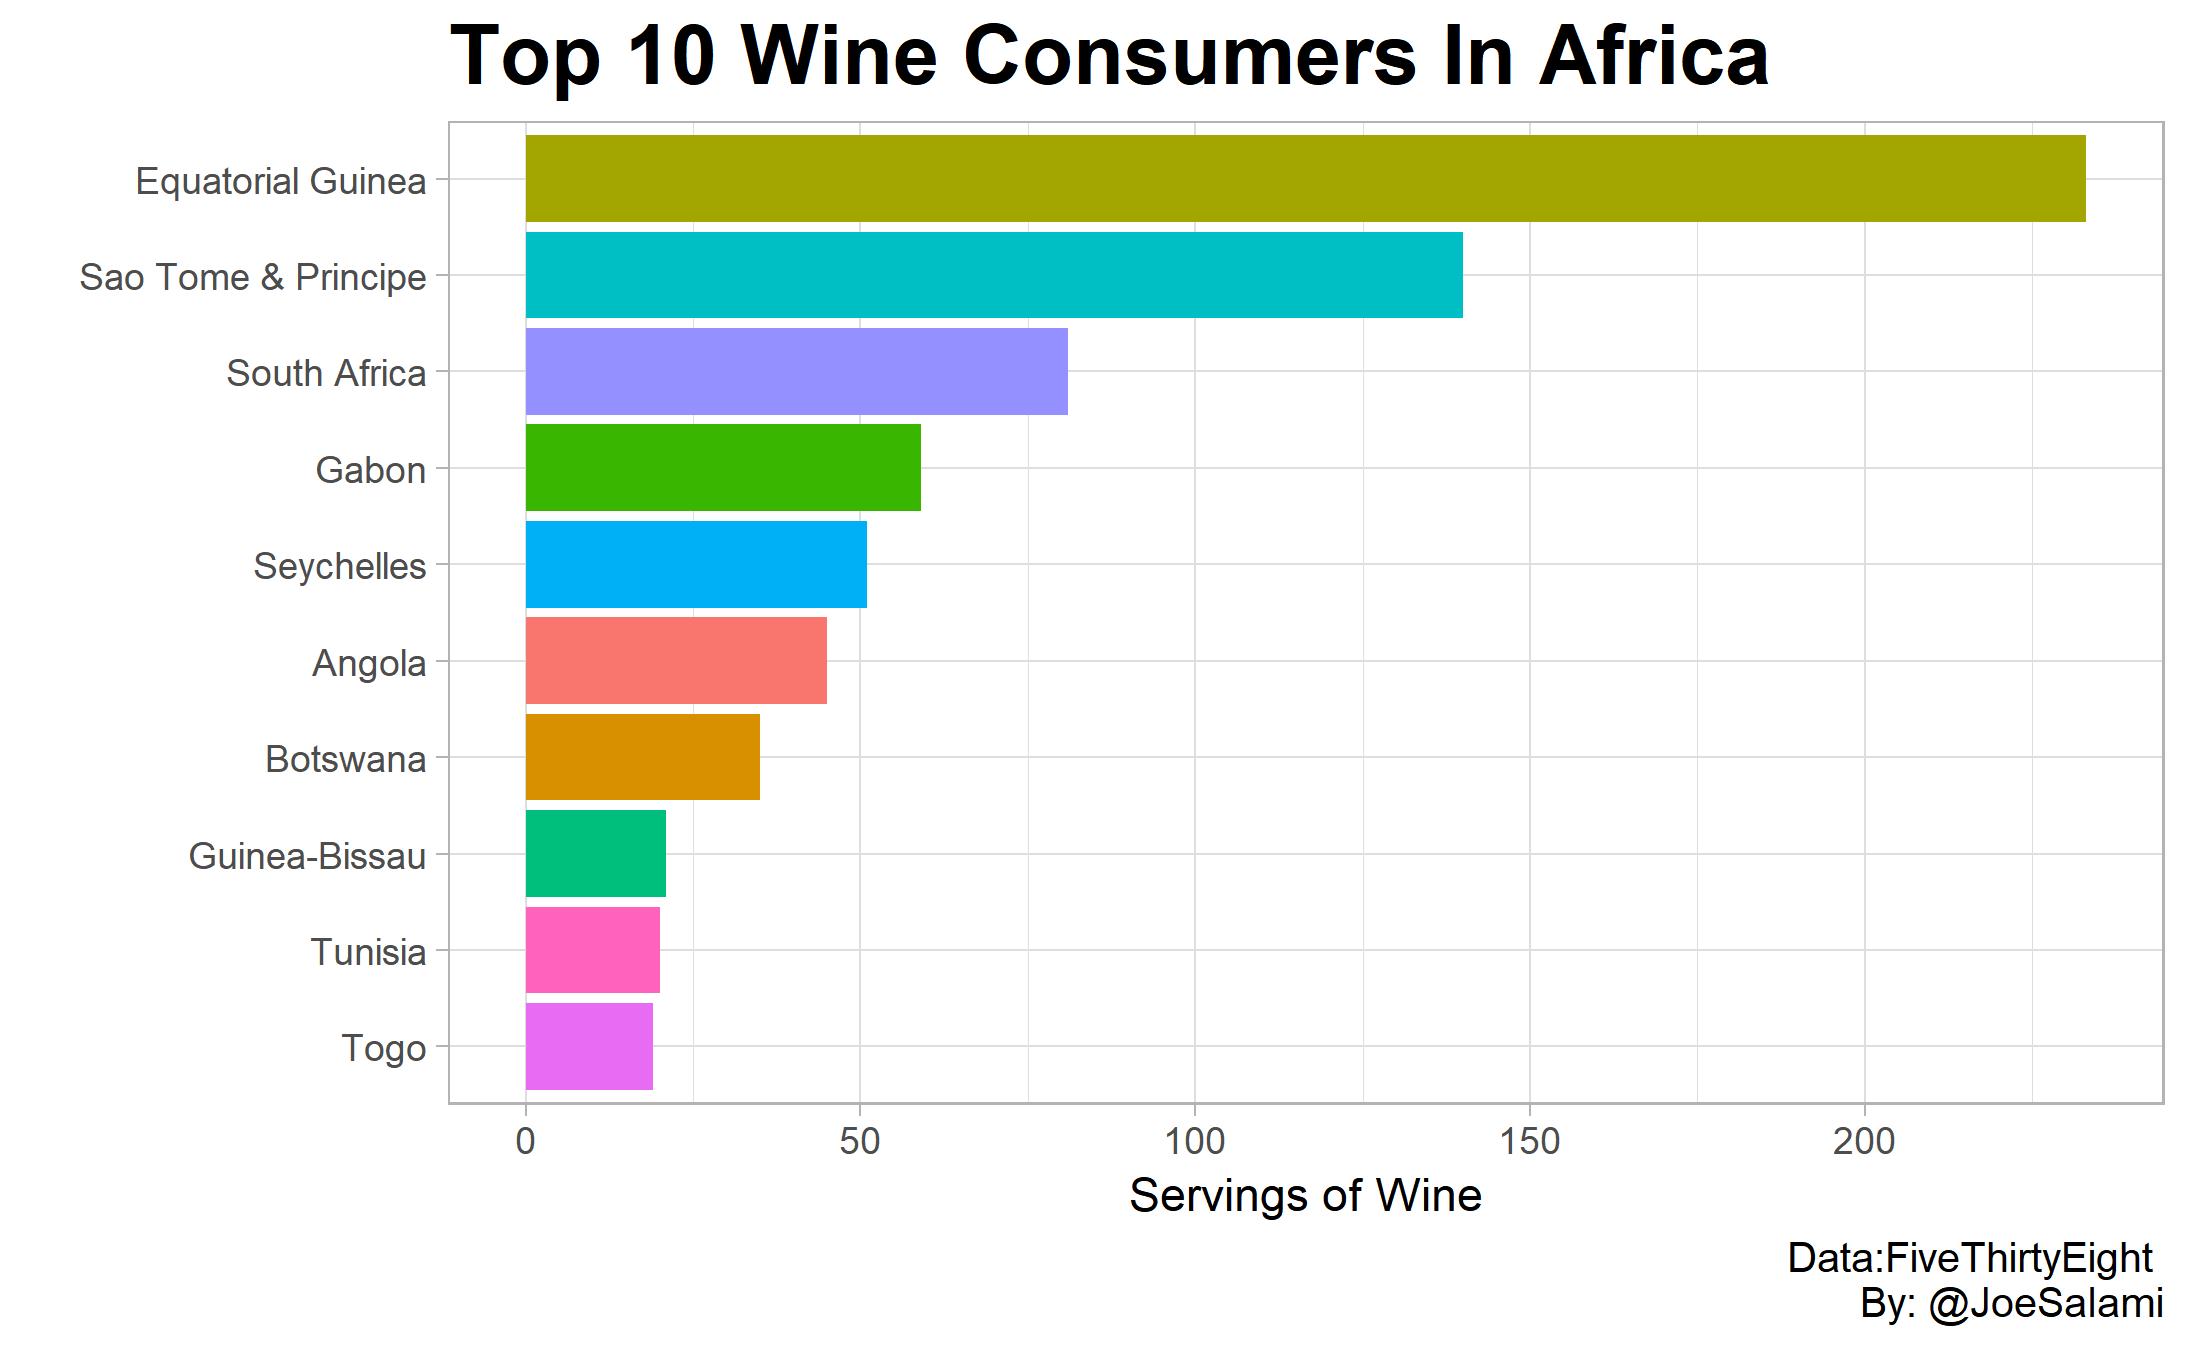 Top 10 Wine Consumers In Africa
Equatorial Guinea
Sao Tome & Principe
South Africa
Gabon
Seychelles
Angola
Botswana
Guinea-Bissau
Tunisia
Togo
0 50 100 150 200
Servings of Wine
Data:FiveThirtyEight
By: @JoeSalami